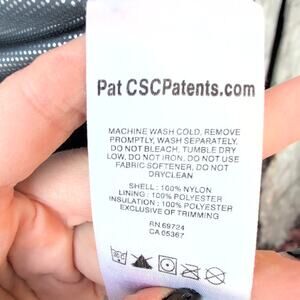 Pat CSCPatents.com
MACHINE WASH COLD, REMOVE
PROMPTLY, WASH SEPARATELY,
DO NOT BLEACH, TUMBLE DRY
LOW, DO NOT IRON, DO NOT USE
FABRIC SOFTENER, DO NOT
DRYCLEAN
SHELL : 100% NYLON
LINING : 100% POLYESTER
INSULATION : 100% POLYESTER
EXCLUSIVE OF TRIMMING
RN 69724
CA 05367